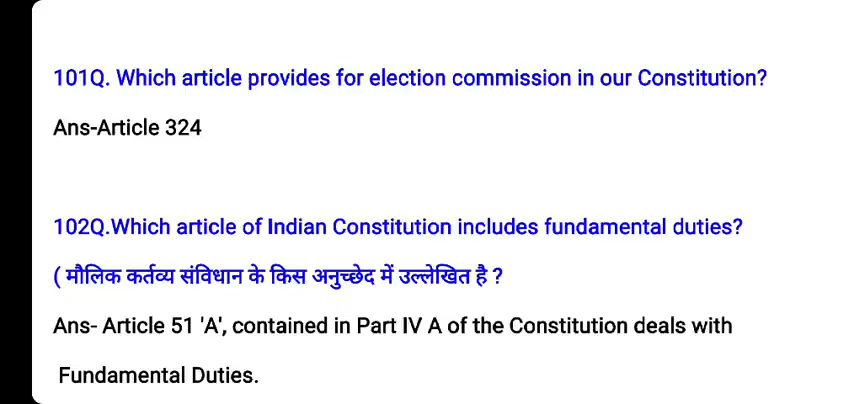 101Q. Which article provides for election commission in our Constitution?
Ans-Article 324
102Q.Which article of Indian Constitution includes fundamental duties?
( मौलिक कर्तव्य संविधान के किस अनुच्छेद में उल्लेखित है ?
Ans- Article 51 'A', contained in Part IV A of the Constitution deals with
Fundamental Duties.